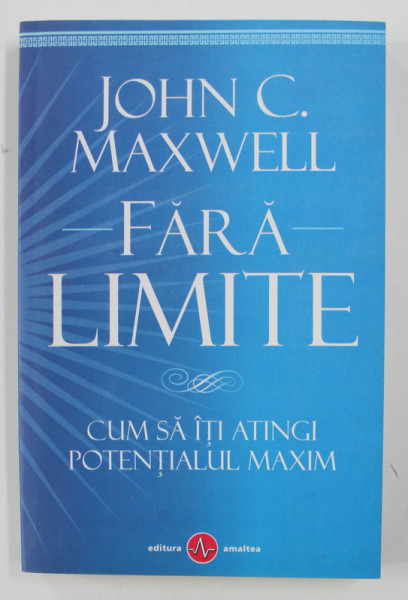 JOHN C.
MAXWELL
FĂRĂ
LIMITE
CUM SĂ ÎȚI ATINGI
POTENȚIALUL MAXIM
editura amaltea